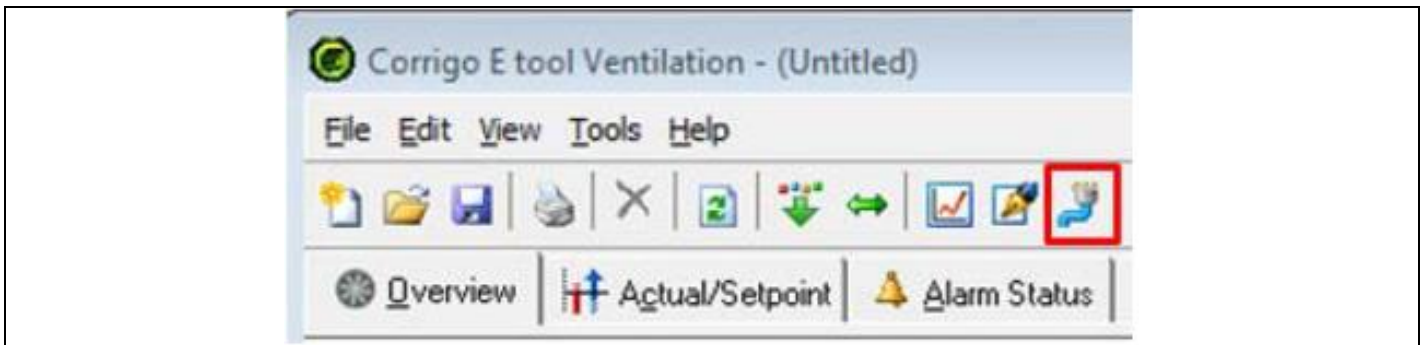 Corrigo E tool Ventilation - (Untitled)
File Edit View Tools Help
Overview Actual/Setpoint Alarm Status